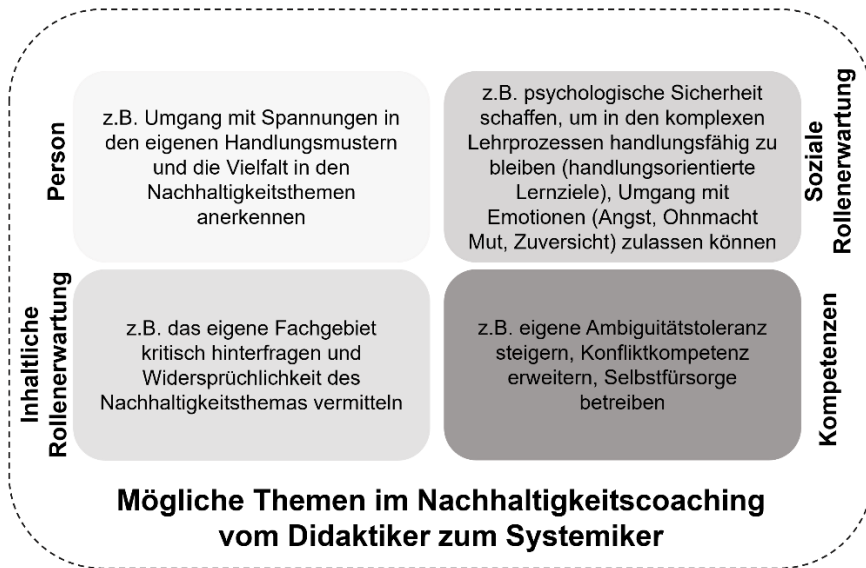 Person
z.B. Umgang mit Spannungen in
den eigenen Handlungsmustern
und die Vielfalt in den
Nachhaltigkeitsthemen
anerkennen
z.B. psychologische Sicherheit
schaffen, um in den komplexen
Lehrprozessen handlungsfähig zu
bleiben (handlungsorientierte
Lernziele), Umgang mit
Emotionen (Angst, Ohnmacht
Mut, Zuversicht) zulassen können
Soziale
Rollenerwartung
Inhaltliche
Rollenerwartung
z.B. das eigene Fachgebiet
kritisch hinterfragen und
Widersprüchlichkeit des
Nachhaltigkeitsthemas vermitteln
z.B. eigene Ambiguitätstoleranz
steigern, Konfliktkompetenz
erweitern, Selbstfürsorge
betreiben
Kompetenzen
Mögliche Themen im Nachhaltigkeitscoaching
vom Didaktiker zum Systemiker